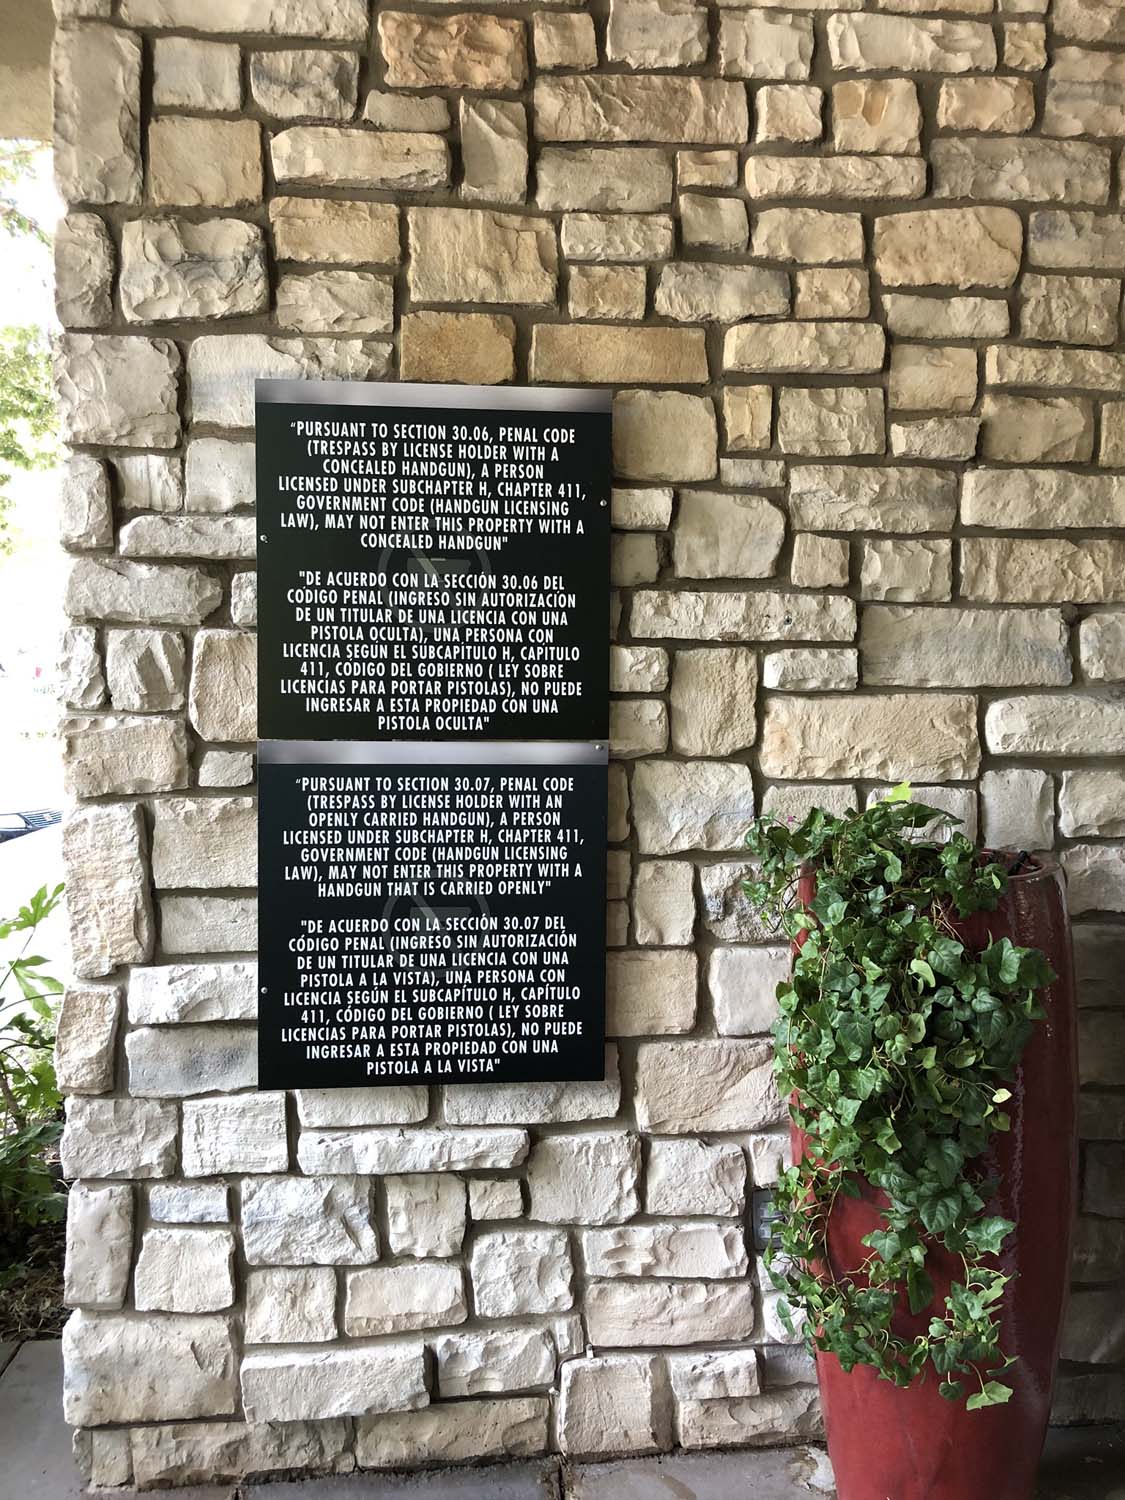 “PURSUANT TO SECTION 30.06, PENAL CODE
(TRESPASS BY LICENSE HOLDER WITH A
CONCEALED HANDGUN), A PERSON
LICENSED UNDER SUBCHAPTER H, CHAPTER 411,
GOVERNMENT CODE (HANDGUN LICENSING
LAW), MAY NOT ENTER THIS PROPERTY WITH A
CONCEALED HANDGUN"
"DE ACUERDO CON LA SECCIÓN 30.06 DEL
CÓDIGO PENAL (INGRESO SIN AUTORIZACIÓN
DE UN TITULAR DE UNA LICENCIA CON UNA
PISTOLA OCULTA), UNA PERSONA CON
LICENCIA SEGÚN EL SUBCAPÍTULO H, CAPÍTULO
411, CÓDIGO DEL GOBIERNO ( LEY SOBRE
LICENCIAS PARA PORTAR PISTOLAS), NO PUEDE
INGRESAR A ESTA PROPIEDAD CON UNA
PISTOLA OCULTA"
“PURSUANT TO SECTION 30.07, PENAL CODE
(TRESPASS BY LICENSE HOLDER WITH AN
OPENLY CARRIED HANDGUN), A PERSON
LICENSED UNDER SUBCHAPTER H, CHAPTER 411,
GOVERNMENT CODE (HANDGUN LICENSING
LAW), MAY NOT ENTER THIS PROPERTY WITH A
HANDGUN THAT IS CARRIED OPENLY"
"DE ACUERDO CON LA SECCIÓN 30.07 DEL
CÓDIGO PENAL (INGRESO SIN AUTORIZACIÓN
DE UN TITULAR DE UNA LICENCIA CON UNA
PISTOLA A LA VISTA), UNA PERSONA CON
LICENCIA SEGÚN EL SUBCAPÍTULO H, CAPÍTULO
411, CÓDIGO DEL GOBIERNO ( LEY SOBRE
LICENCIAS PARA PORTAR PISTOLAS), NO PUEDE
INGRESAR A ESTA PROPIEDAD CON UNA
PISTOLA A LA VISTA"